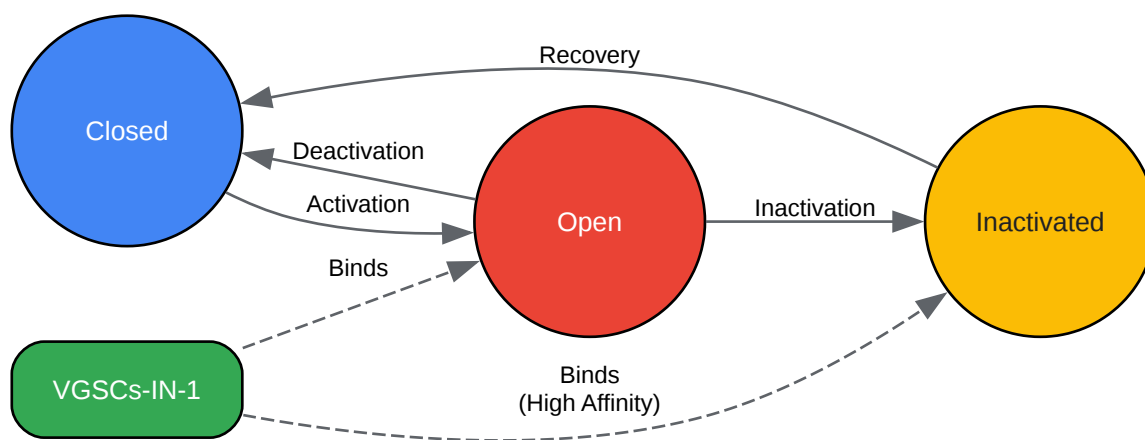 Recovery
Closed
Deactivation
Activation
Open
Inactivation
Inactivated
Binds
VGSCs-IN-1
Binds
(High Affinity)